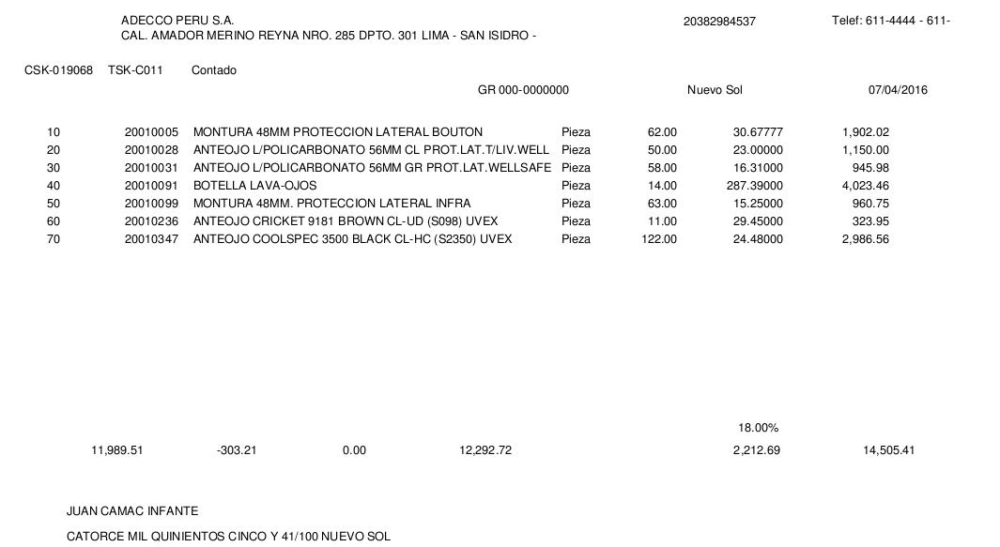 ADECCO PERU S.A. 20382984537 Telef: 611-4444 - 611-
CAL. AMADOR MERINO REYNA NRO. 285 DPTO. 301 LIMA - SAN ISIDRO -
CSK-019068 TSK-C011 Contado
GR 000-0000000 Nuevo Sol 07/04/2016
10 20010005 MONTURA 48MM PROTECCION LATERAL BOUTON Pieza 62.00 30.67777 1,902.02
20 20010028 ANTEOJO L/POLICARBONATO 56MM CL PROT.LAT.T/LIV.WELL Pieza 50.00 23.00000 1,150.00
30 20010031 ANTEOJO L/POLICARBONATO 56MM GR PROT.LAT.WELLSAFE Pieza 58.00 16.31000 945.98
40 20010091 BOTELLA LAVA-OJOS Pieza 14.00 287.39000 4,023.46
50 20010099 MONTURA 48MM. PROTECCION LATERAL INFRA Pieza 63.00 15.25000 960.75
60 20010236 ANTEOJO CRICKET 9181 BROWN CL-UD (S098) UVEX Pieza 11.00 29.45000 323.95
70 20010347 ANTEOJO COOLSPEC 3500 BLACK CL-HC (S2350) UVEX Pieza 122.00 24.48000 2,986.56
18.00%
11,989.51 -303.21 0.00 12,292.72 2,212.69 14,505.41
JUAN CAMAC INFANTE
CATORCE MIL QUINIENTOS CINCO Y 41/100 NUEVO SOL